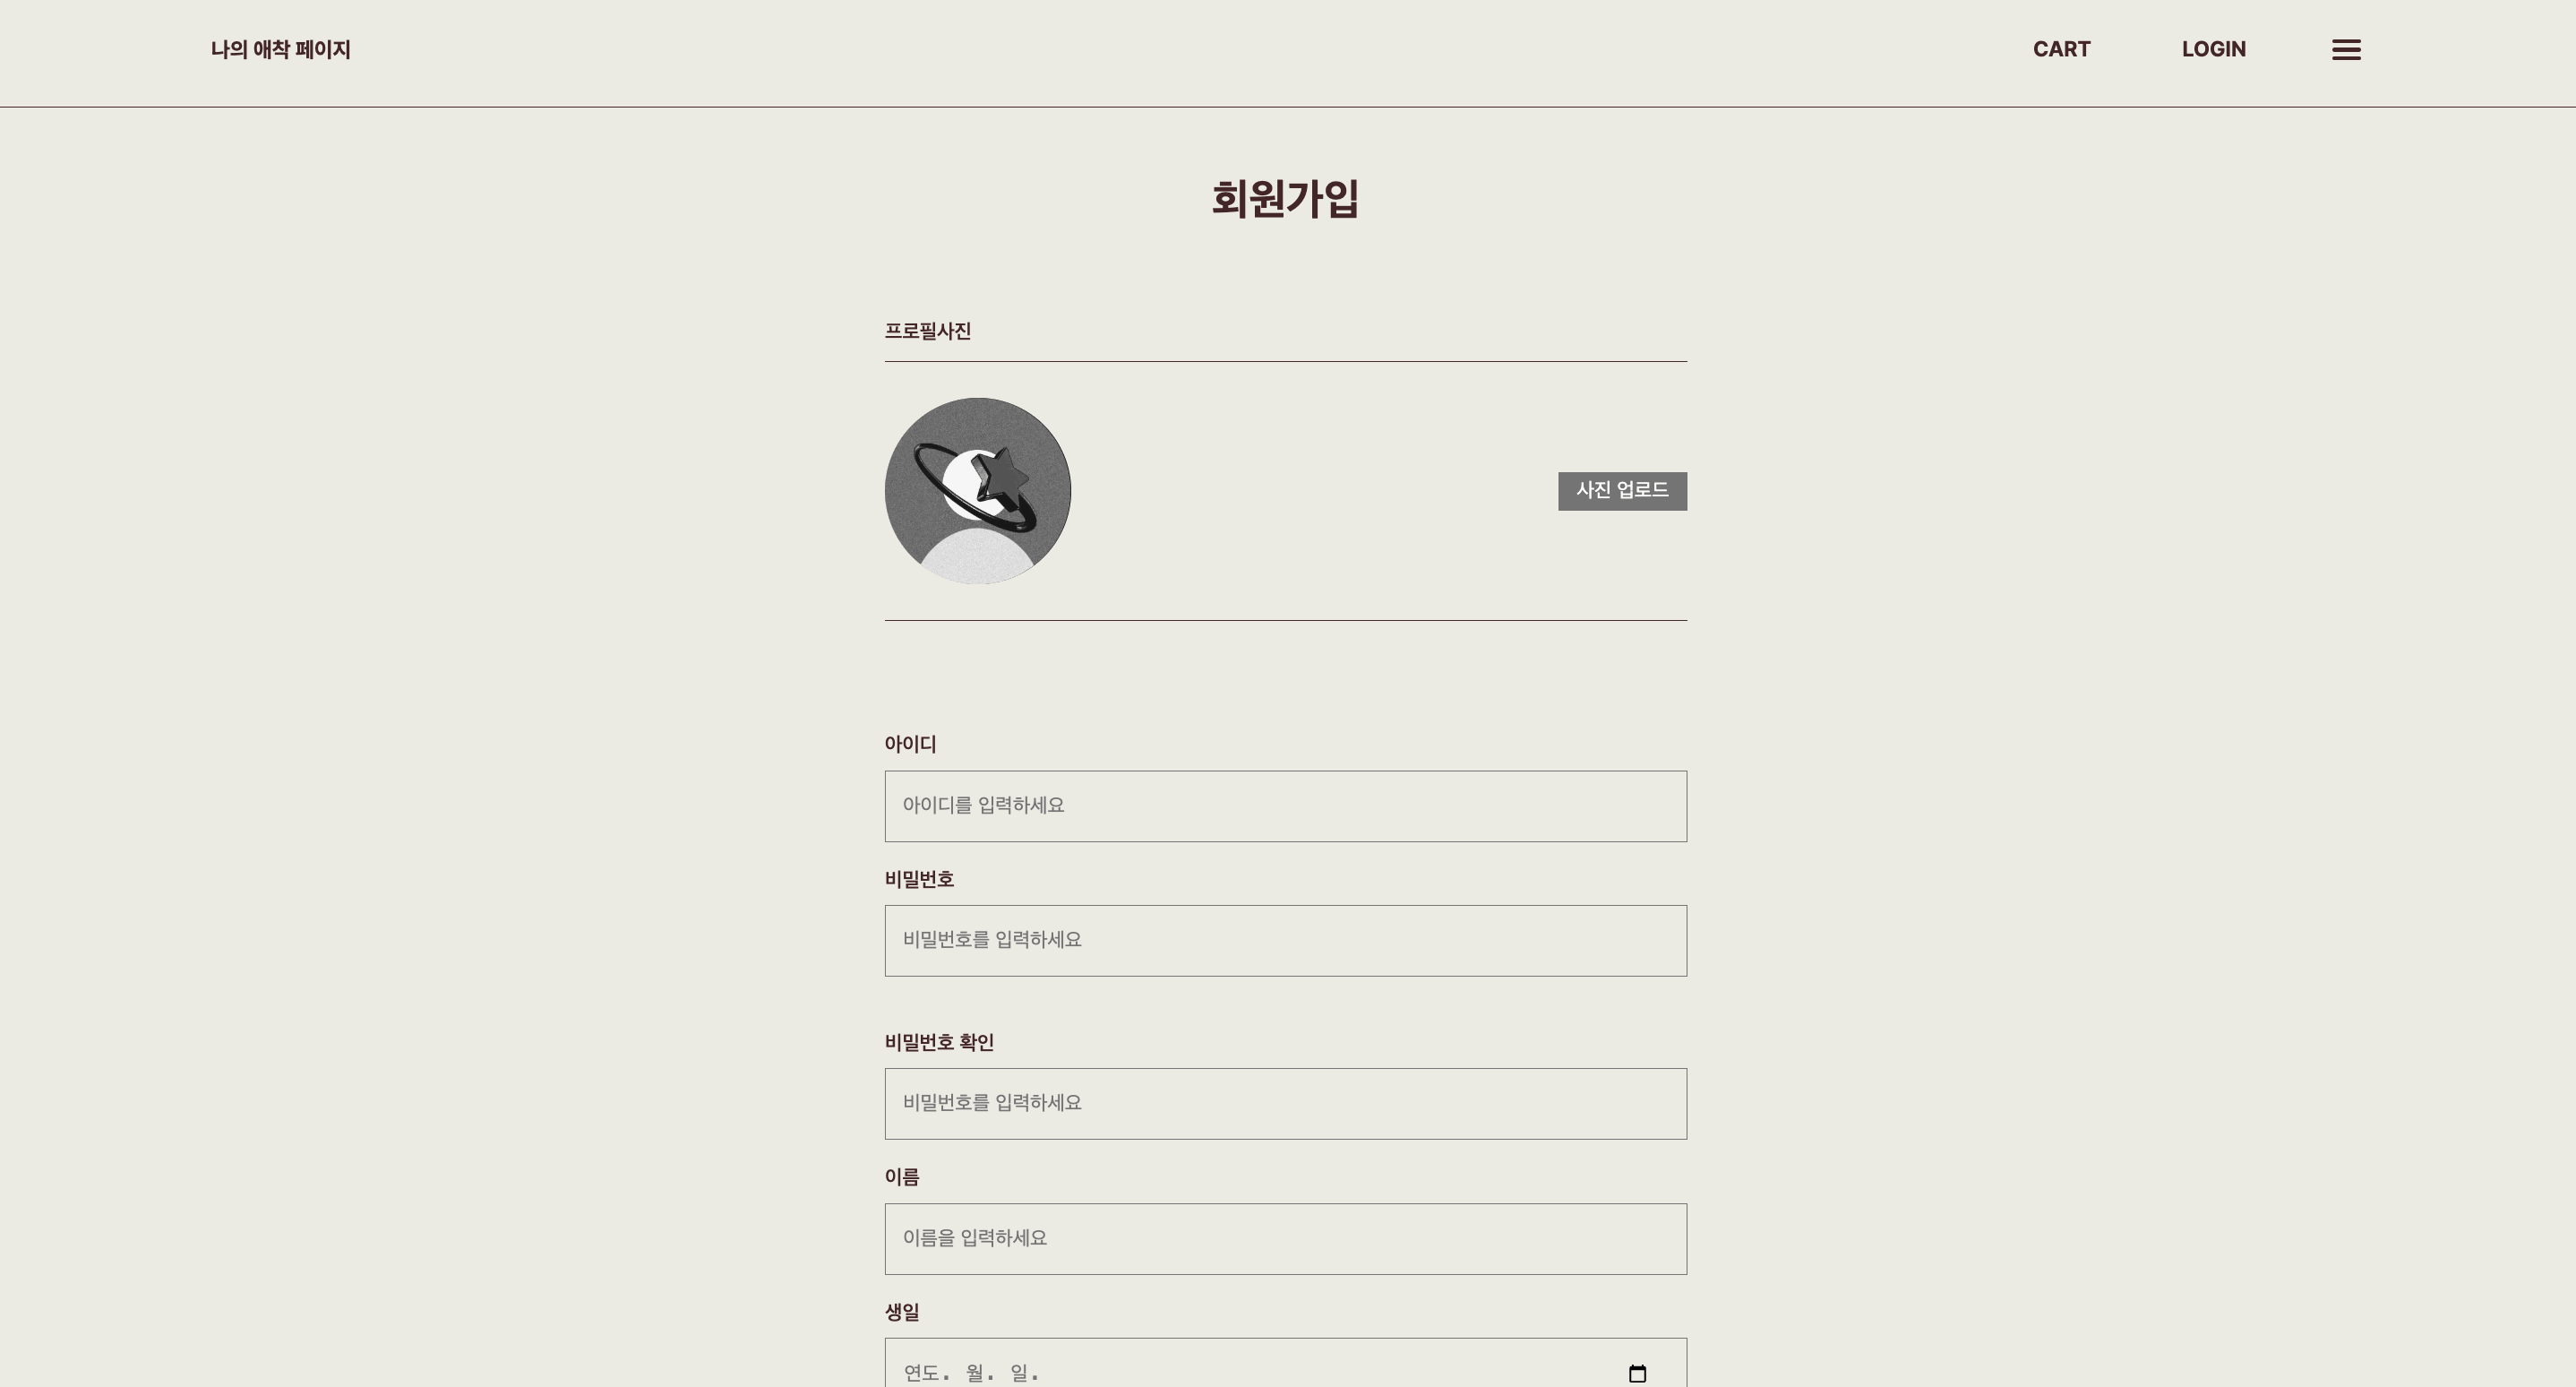 나의 애착 페이지
CART
LOGIN
회원가입
프로필사진
사진 업로드
아이디
아이디를 입력하세요
비밀번호
비밀번호를 입력하세요
비밀번호 확인
비밀번호를 입력하세요
이름
이름을 입력하세요
생일
연도. 월. 일.